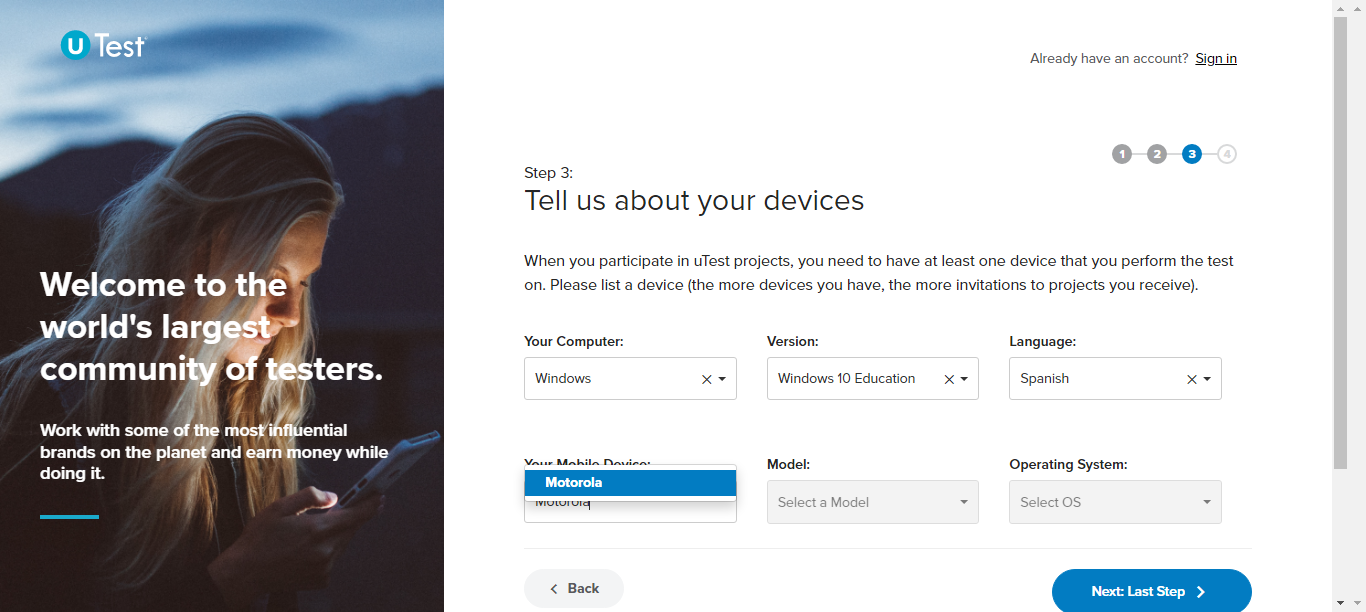 U Test
Already have an account? Sign in
1 2 3 4
Step 3:
Tell us about your devices
When you participate in uTest projects, you need to have at least one device that you perform the test
on. Please list a device (the more devices you have, the more invitations to projects you receive).
Welcome to the
world's largest
community of testers.
Work with some of the most influential
brands on the planet and earn money while
doing it.
Your Computer: Version: Language:
Windows Windows 10 Education Spanish
Your Mobile Device: Model: Operating System:
Motorola
Motorola Select a Model Select OS
Back Next: Last Step